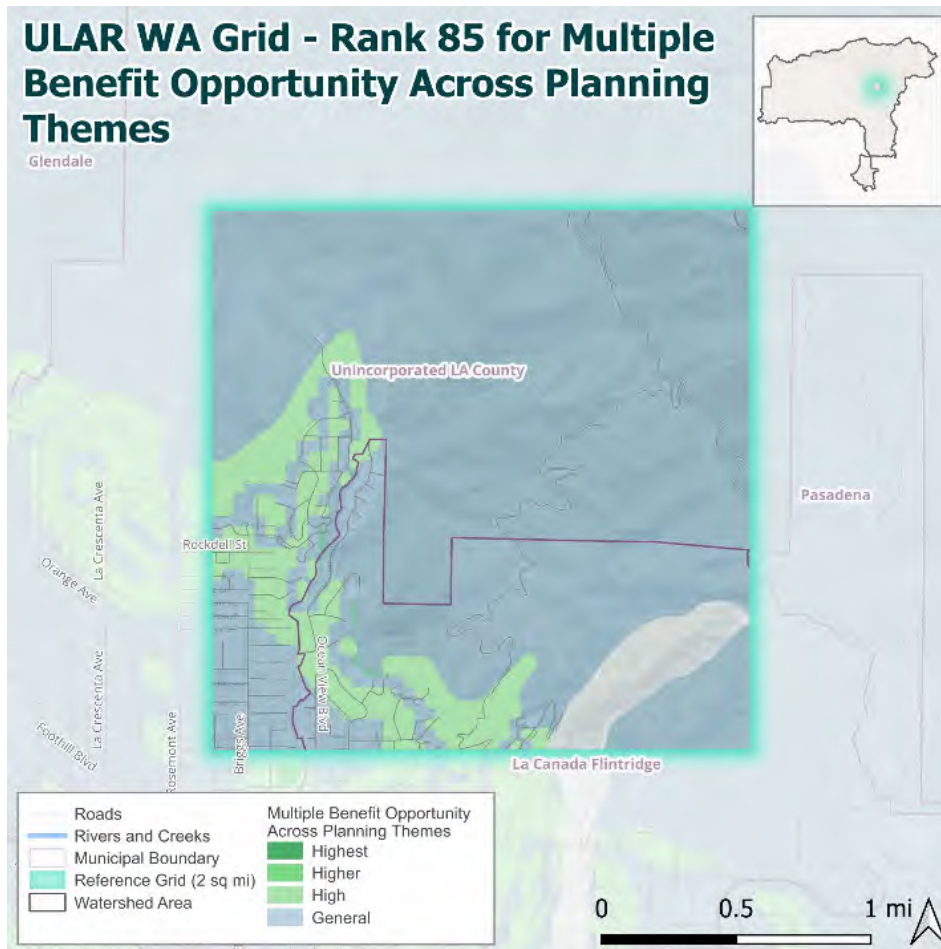 ULAR WA Grid - Rank 85 for Multiple
Benefit Opportunity Across Planning
Themes
Glendale
Unincorporated LA County
Pasadena
La Crescenta Ave
Rockdell St
Orange Ave
Ocean View Blvd
La Crescenta Ave
Foothill Blvd
Rosemont Ave
Briggs Ave
La Canada Flintridge
Roads
Rivers and Creeks
Municipal Boundary
Reference Grid (2 sq mi)
Watershed Area
Multiple Benefit Opportunity
Across Planning Themes
Highest
Higher
High
General
0 0.5 1 mi